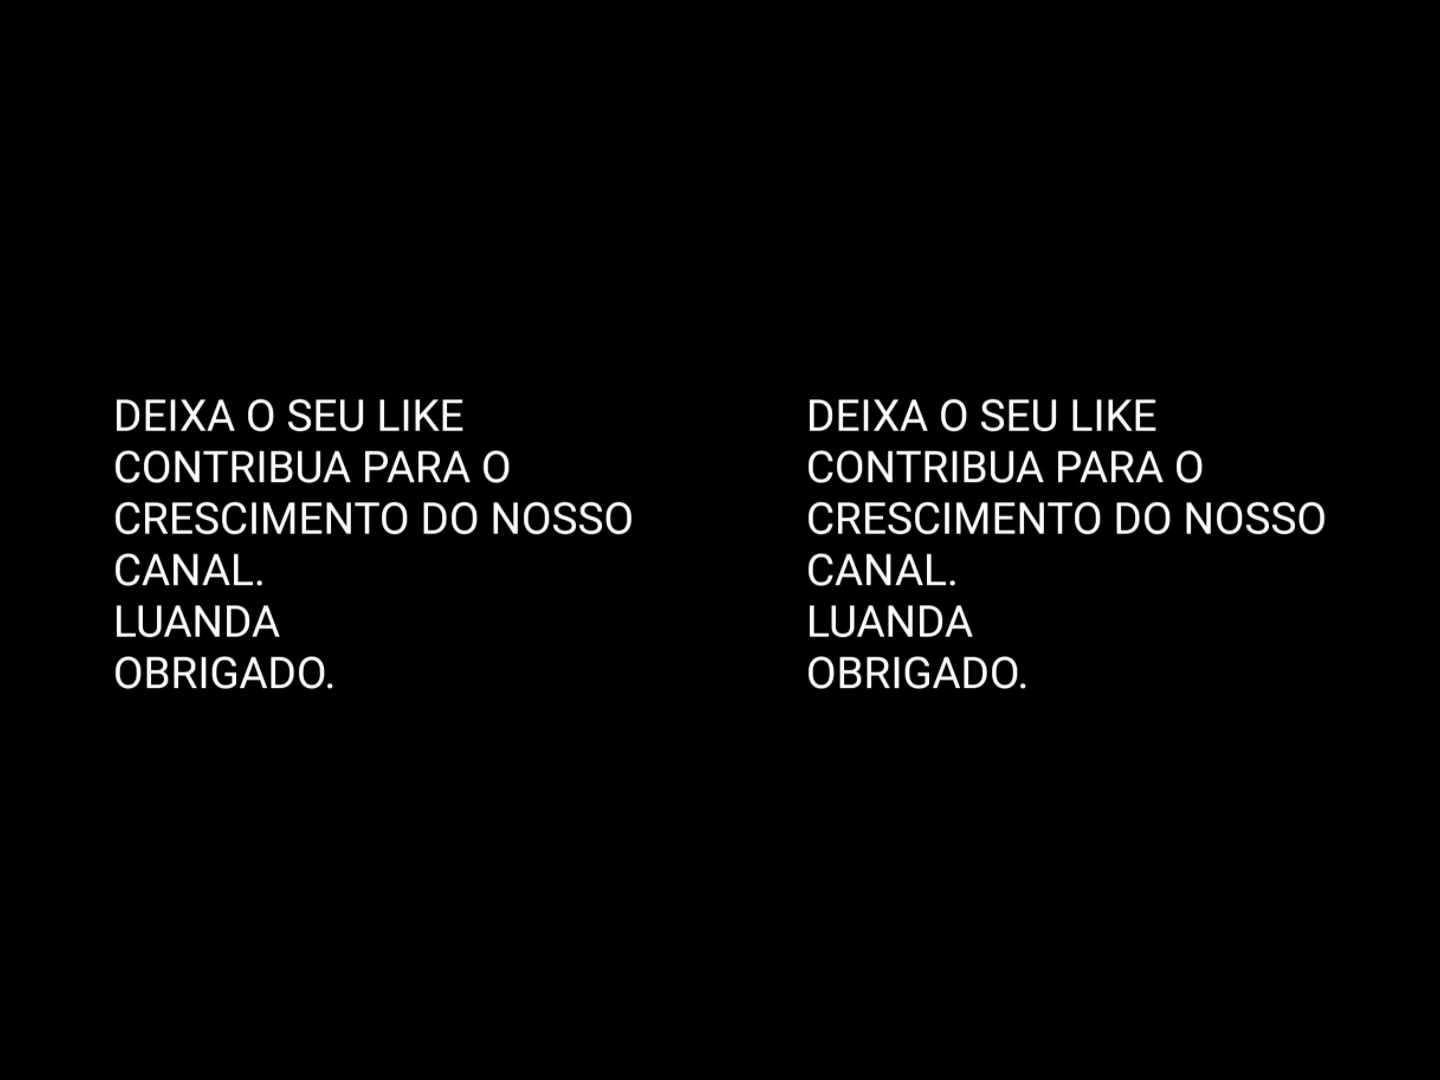 DEIXA O SEU LIKE
CONTRIBUA PARA O
CRESCIMENTO DO NOSSO
CANAL.
LUANDA
OBRIGADO.
DEIXA O SEU LIKE
CONTRIBUA PARA O
CRESCIMENTO DO NOSSO
CANAL.
LUANDA
OBRIGADO.